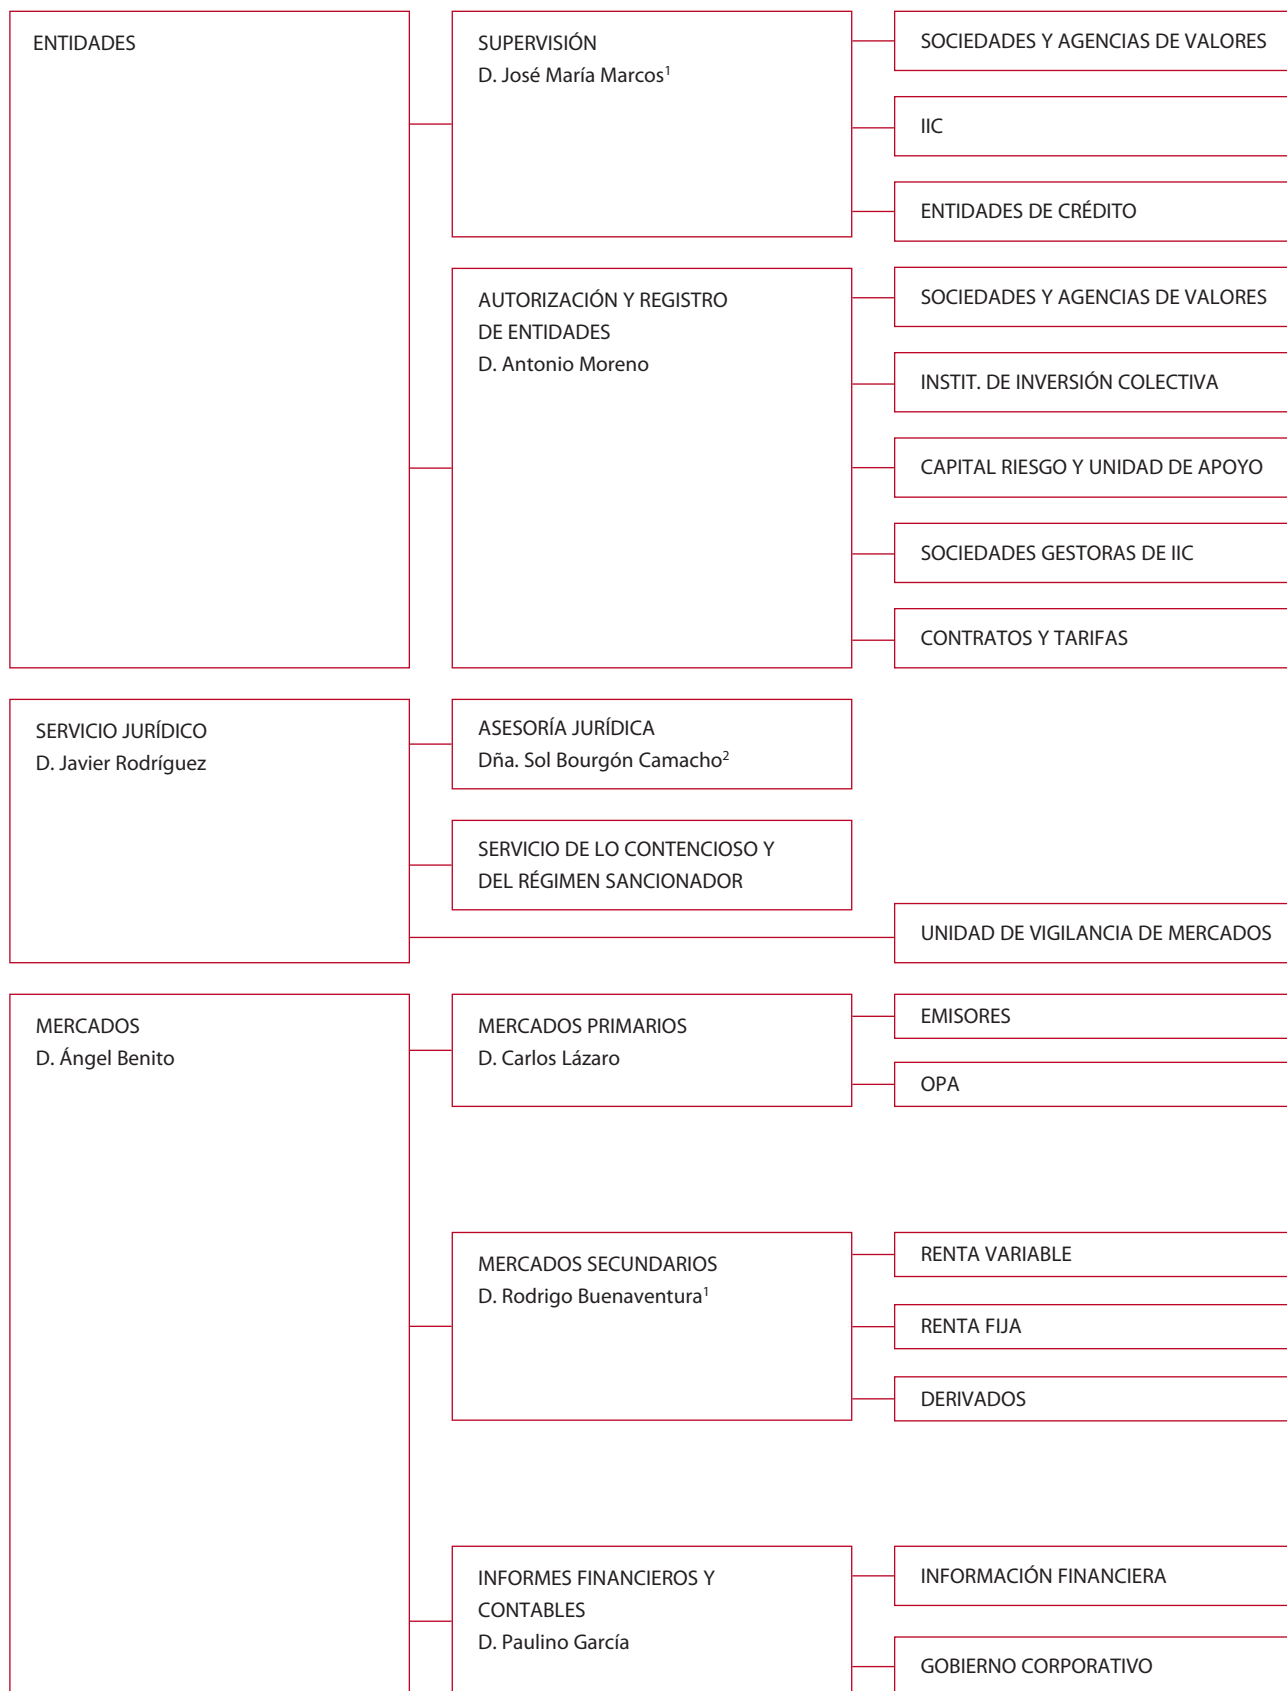 ENTIDADES
SUPERVISIÓN
D. José María Marcos¹
SOCIEDADES Y AGENCIAS DE VALORES
IIC
ENTIDADES DE CRÉDITO
AUTORIZACIÓN Y REGISTRO
DE ENTIDADES
D. Antonio Moreno
SOCIEDADES Y AGENCIAS DE VALORES
INSTIT. DE INVERSIÓN COLECTIVA
CAPITAL RIESGO Y UNIDAD DE APOYO
SOCIEDADES GESTORAS DE IIC
CONTRATOS Y TARIFAS
SERVICIO JURÍDICO
D. Javier Rodríguez
ASESORÍA JURÍDICA
Dña. Sol Bourgón Camacho²
SERVICIO DE LO CONTENCIOSO Y
DEL RÉGIMEN SANCIONADOR
UNIDAD DE VIGILANCIA DE MERCADOS
MERCADOS
D. Ángel Benito
MERCADOS PRIMARIOS
D. Carlos Lázaro
EMISORES
OPA
MERCADOS SECUNDARIOS
D. Rodrigo Buenaventura¹
RENTA VARIABLE
RENTA FIJA
DERIVADOS
INFORMES FINANCIEROS Y
CONTABLES
D. Paulino García
INFORMACIÓN FINANCIERA
GOBIERNO CORPORATIVO